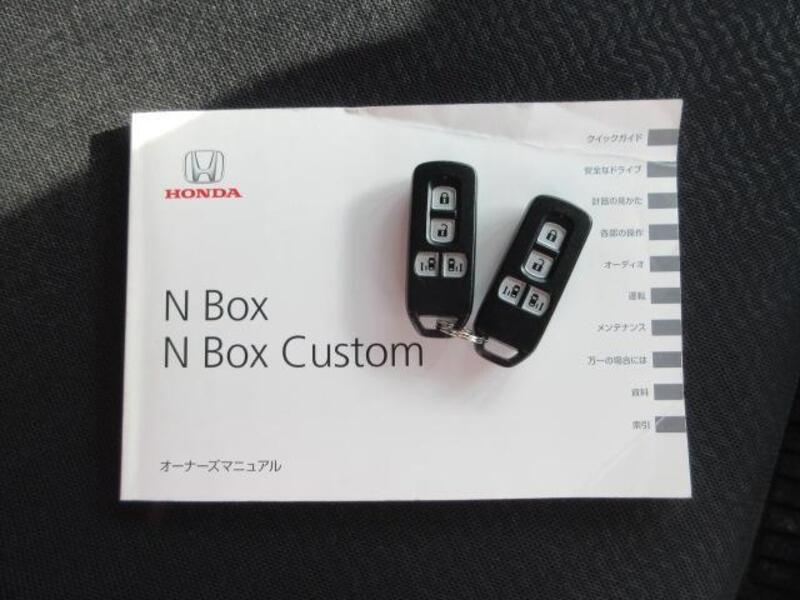 HONDA
N Box
N Box Custom
オーナーズマニュアル
クイックガイド
安全なドライブ
計器の見かた
各部の操作
オーディオ
運転
メンテナンス
万一の場合には
資料
索引